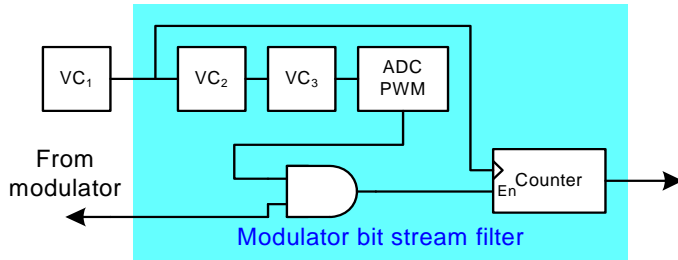 VC₁
VC₂
VC₃
ADC
PWM
From
modulator
En
Counter
Modulator bit stream filter